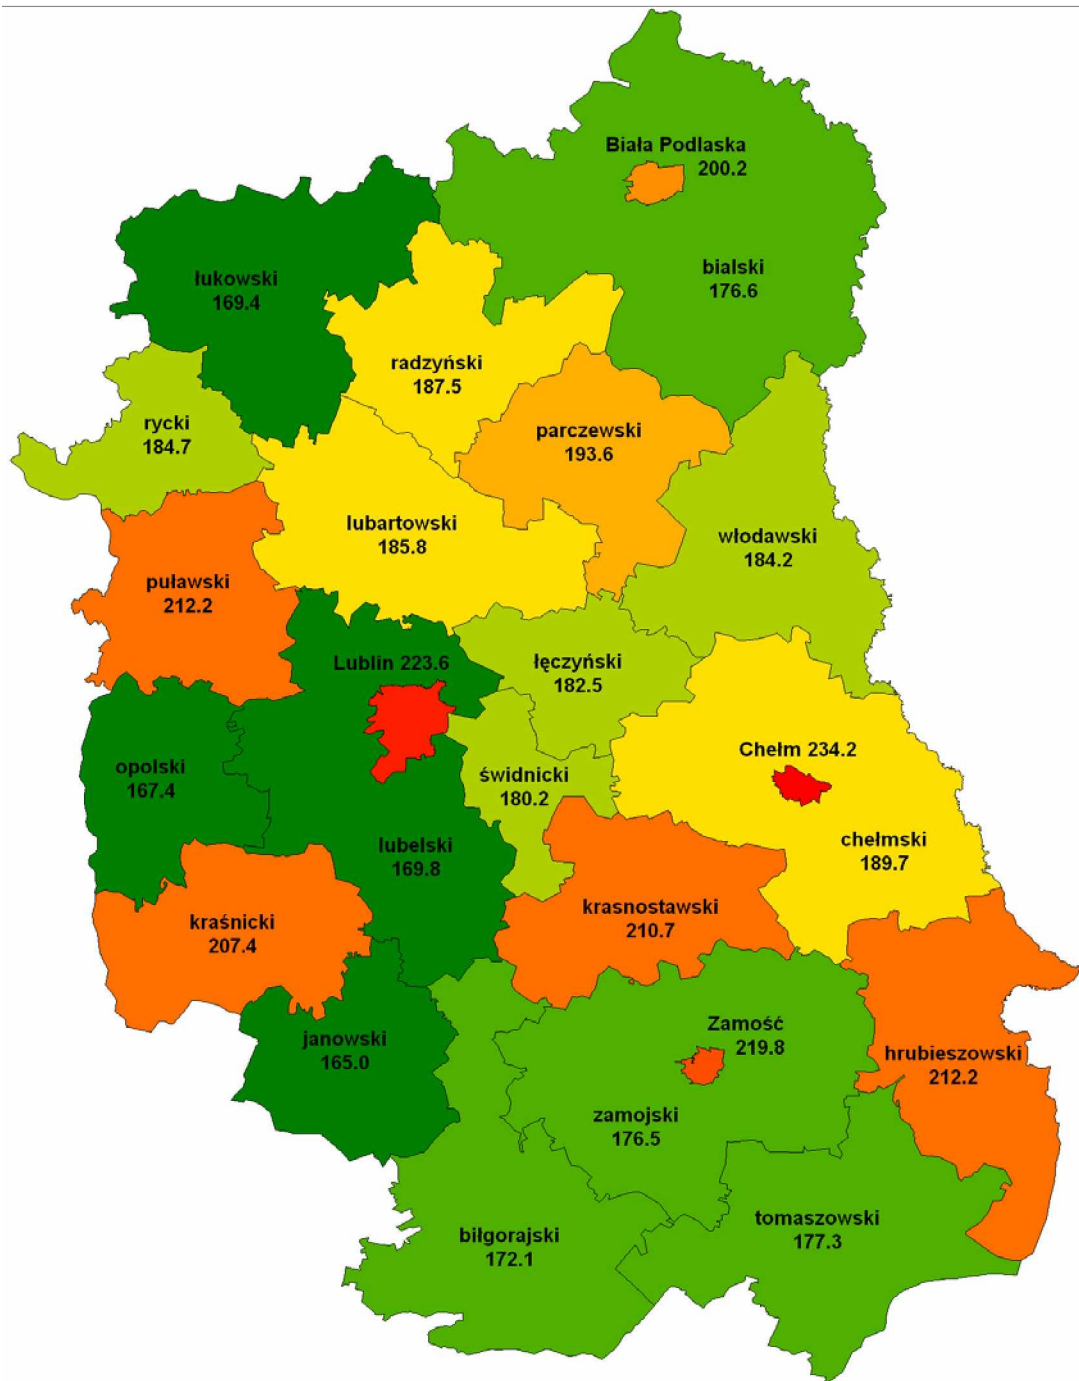 Biała Podlaska
200.2
bialski
176.6
łukowski
169.4
radzyński
187.5
rycki
184.7
parczewski
193.6
lubartowski
185.8
włodawski
184.2
puławski
212.2
Lublin 223.6
łęczyński
182.5
Chełm 234.2
opolski
167.4
świdnicki
180.2
lubelski
169.8
chełmski
189.7
kraśnicki
207.4
krasnostawski
210.7
janowski
165.0
Zamość
219.8
hrubieszowski
212.2
zamojski
176.5
tomaszowski
177.3
biłgorajski
172.1